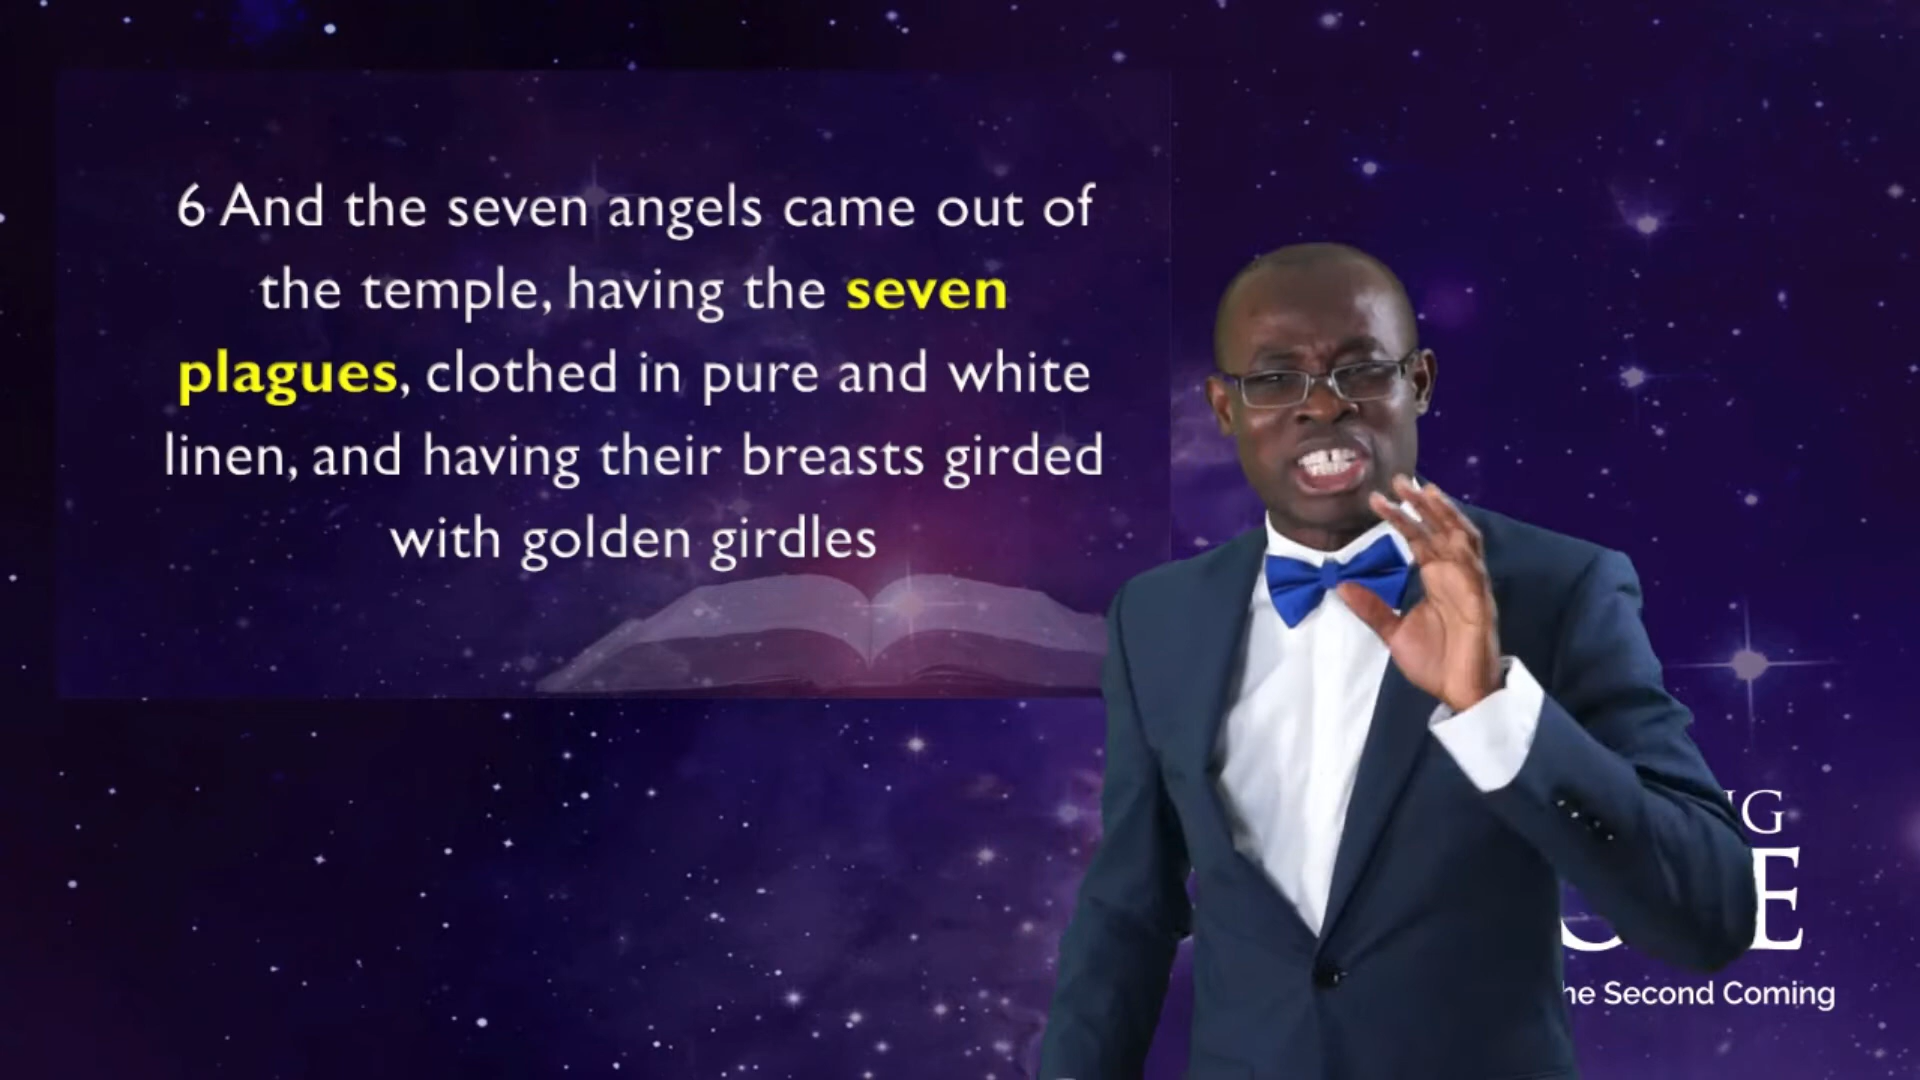 6 And the seven angels came out of
the temple, having the seven
plagues, clothed in pure and white
linen, and having their breasts girded
with golden girdles
Second Coming